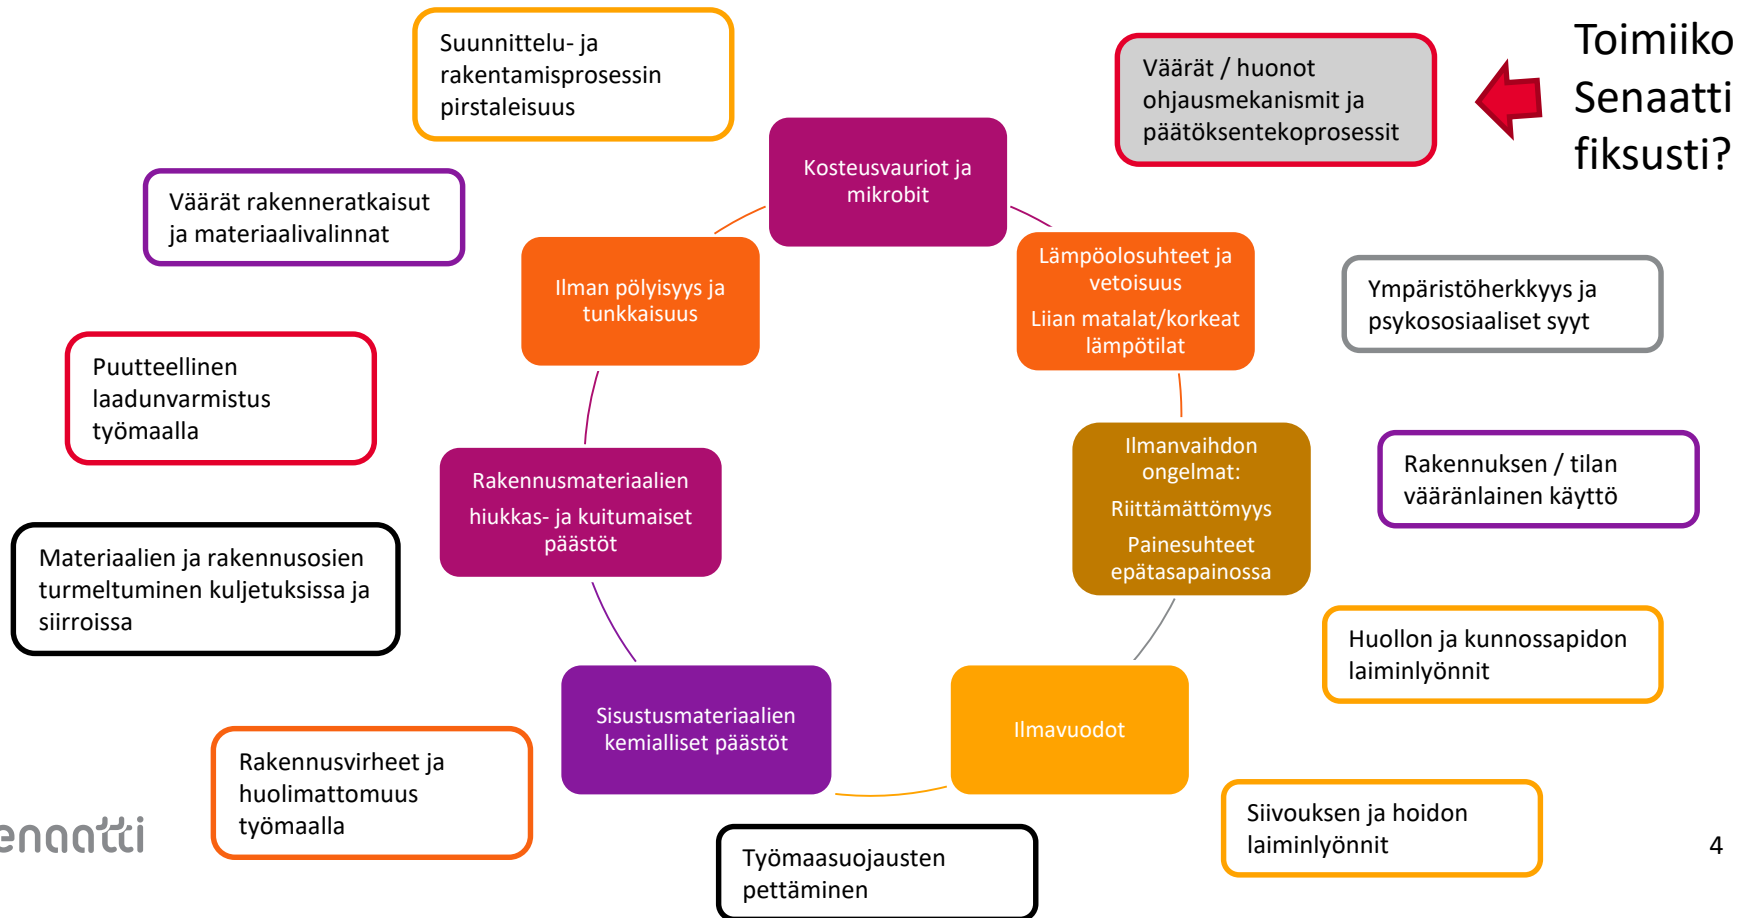 Suunnittelu- ja
rakentamisprosessin
pirstaleisuus
Väärät / huonot
ohjausmekanismit ja
päätöksentekoprosessit
Toimiiko
Senaatti
fiksusti?
Kosteusvauriot ja
mikrobit
Väärät rakenneratkaisut
ja materiaalivalinnat
Ilman pölyisyys ja
tunkkaisuus
Lämpöolosuhteet ja
vetoisuus
Liian matalat/korkeat
lämpötilat
Ympäristöherkkyys ja
psykososiaaliset syyt
Puutteellinen
laadunvarmistus
työmaalla
Rakennusmateriaalien
hiukkas- ja kuitumaiset
päästöt
Ilmanvaihdon
ongelmat:
Riittämättömyys
Painesuhteet
epätasapainossa
Rakennuksen / tilan
vääränlainen käyttö
Materiaalien ja rakennusosien
turmeltuminen kuljetuksissa ja
siirroissa
Huollon ja kunnossapidon
laiminlyönnit
Sisustusmateriaalien
kemialliset päästöt
Ilmavuodot
Rakennusvirheet ja
huolimattomuus
työmaalla
Siivouksen ja hoidon
laiminlyönnit
Työmaasuojausten
pettäminen
enaatti
4